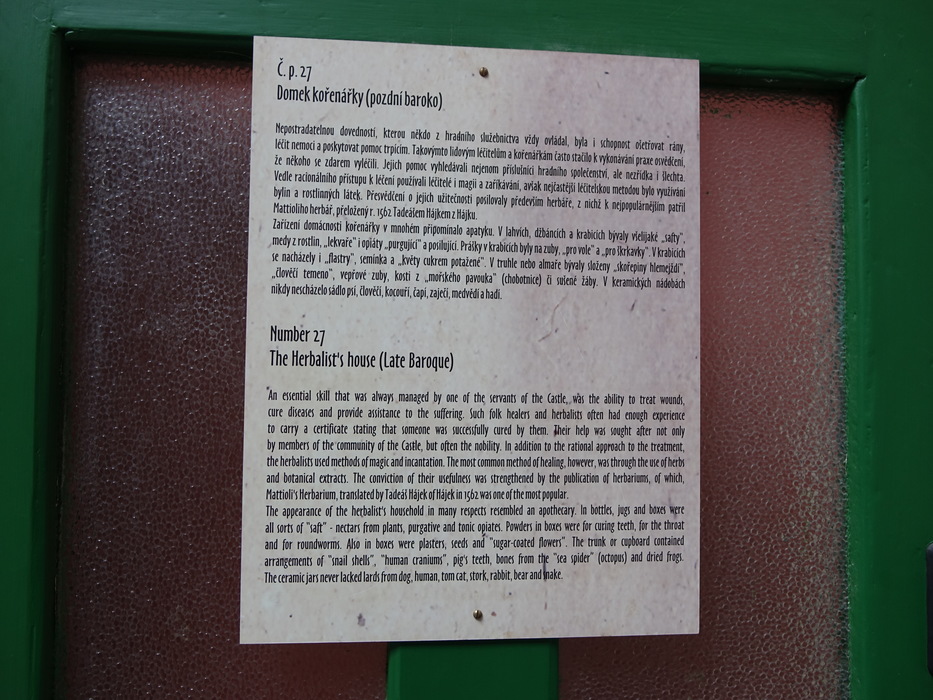 Č. p. 27
Domek kořenářky (pozdní baroko)
Nepostradatelnou dovedností, kterou někdo z hradního služebnictva vždy ovládal, byla i schopnost ošetřovat rány,
léčit nemoci a poskytovat pomoc trpícím. Takovýmto lidovým léčitelům a kořenářkám často stačilo k vykonávání praxe osvědčení,
že někoho se zdarem vyléčili. Jejich pomoc vyhledávali nejenom příslušníci hradního společenství, ale nezřídka i šlechta.
Vedle racionálního přístupu k léčení používali léčitelé i magii a zaříkávání, avšak nejčastější léčitelskou metodou bylo využívání
bylin a rostlinných látek. Přesvědčení o jejich užitečnosti posilovaly především herbáře, z nichž k nejpopulárnějším patřil
Mattioliho herbář, přeložený r. 1562 Tadeášem Hájkem z Hájku.
Zařízení domácnosti kořenářky v mnohém připomínalo apatyku. V lahvích, džbáncích a krabicích bývaly všelijaké „safty",
medy z rostlin, „lekvaře" i opiáty „purgující" a posilující. Prášky v krabicích byly na zuby, „pro vole" a „pro škrkavky". V krabicích
se nacházely i „flastry", semínka a „květy cukrem potažené". V truhle nebo almaře bývaly složeny „skořepiny hlemejždí",
„člověčí temeno", vepřové zuby, kosti z „mořského pavouka" (chobotnice) či sušené žáby. V keramických nádobách
nikdy nescházelo sádlo psí, člověčí, kocouří, čapí, zaječí, medvědí a hadí.
Number 27
The Herbalist's house (Late Baroque)
An essential skill that was always managed by one of the servants of the Castle, was the ability to treat wounds,
cure diseases and provide assistance to the suffering. Such folk healers and herbalists often had enough experience
to carry a certificate stating that someone was successfully cured by them. Their help was sought after not only
by members of the community of the Castle, but often the nobility. In addition to the rational approach to the treatment,
the herbalists used methods of magic and incantation. The most common method of healing, however, was through the use of herbs
and botanical extracts. The conviction of their usefulness was strengthened by the publication of herbariums, of which,
Mattioli's Herbarium, translated by Tadeáš Hájek of Hájek in 1562 was one of the most popular.
The appearance of the herbalist's household in many respects resembled an apothecary. In bottles, jugs and boxes were
all sorts of "saft" - nectars from plants, purgative and tonic opiates. Powders in boxes were for curing teeth, for the throat
and for roundworms. Also in boxes were plasters, seeds and "sugar-coated flowers". The trunk or cupboard contained
arrangements of "snail shells", "human craniums", pig's teeth, bones from the "sea spider" (octopus) and dried frogs.
The ceramic jars never lacked lards from dog, human, tom cat, stork, rabbit, bear and snake.